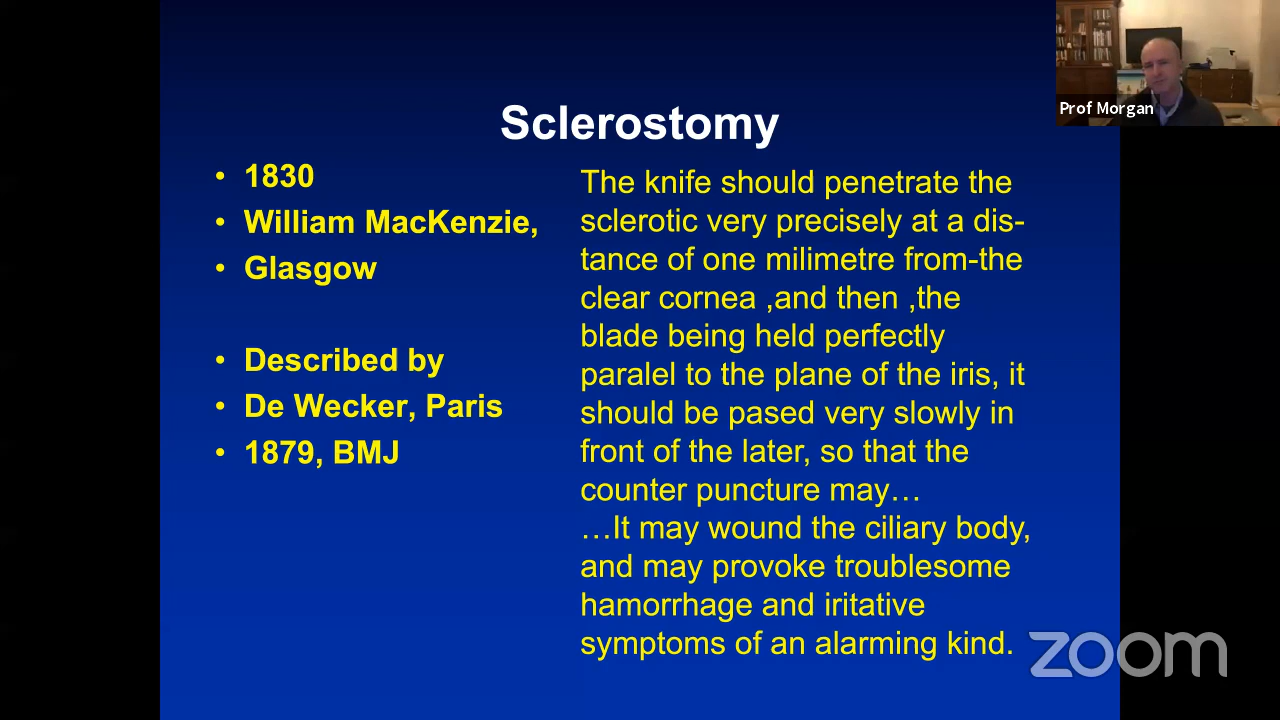 Prof Morgan
Sclerostomy
• 1830
• William MacKenzie,
• Glasgow
• Described by
• De Wecker, Paris
• 1879, BMJ
The knife should penetrate the
sclerotic very precisely at a dis-
tance of one milimetre from-the
clear cornea ,and then ,the
blade being held perfectly
paralel to the plane of the iris, it
should be pased very slowly in
front of the later, so that the
counter puncture may…
…It may wound the ciliary body,
and may provoke troublesome
hamorrhage and iritative
symptoms of an alarming kind.
zoom